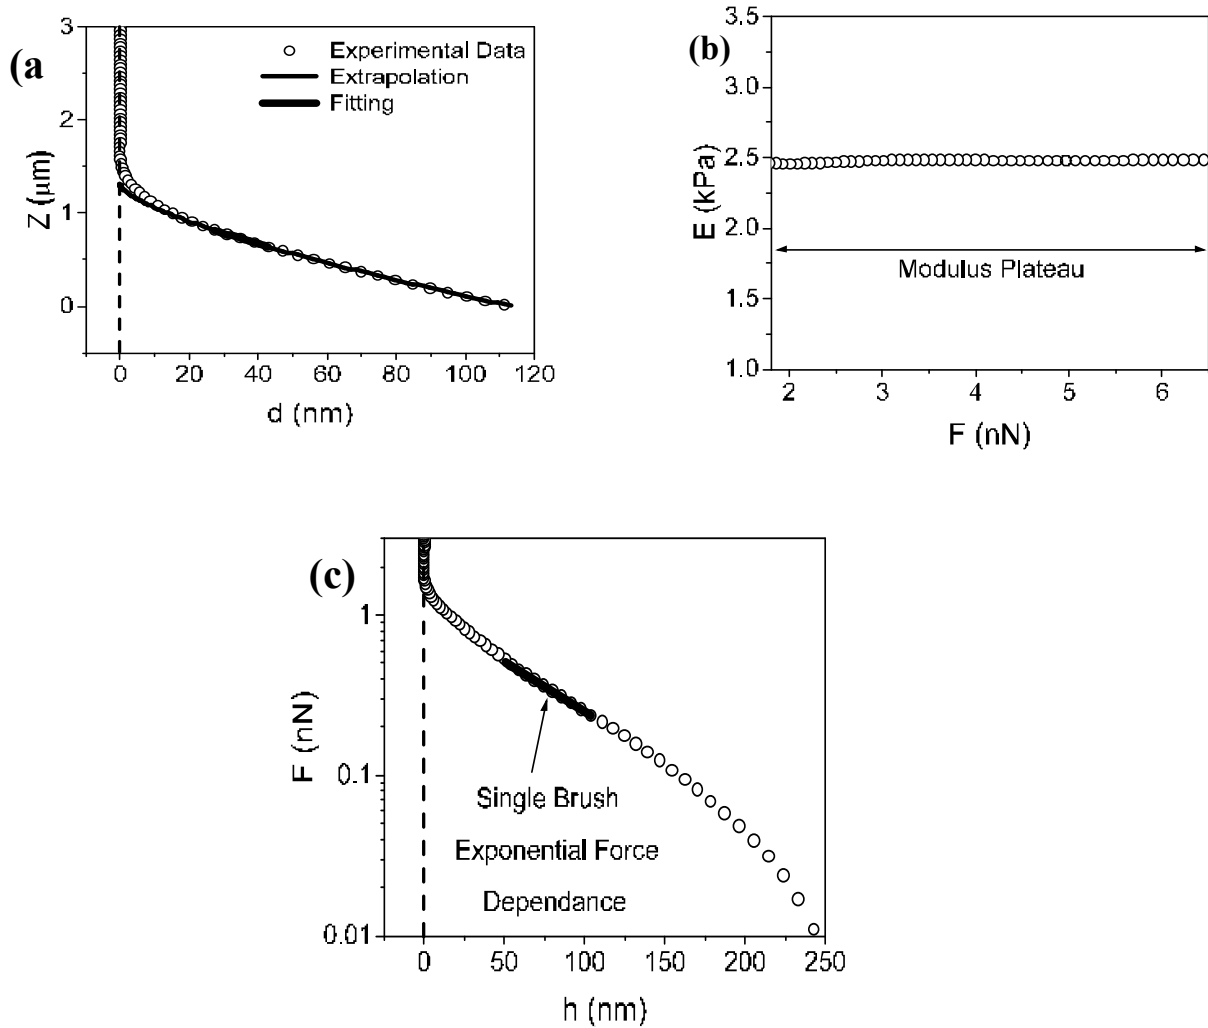 (a
3
2
1
0
Z (μm)
Experimental Data
Extrapolation
Fitting
0 20 40 60 80 100 120
d (nm)
(b)
3.5
3.0
2.5
2.0
1.5
1.0
E (kPa)
Modulus Plateau
2 3 4 5 6
F (nN)
(c)
1
0.1
0.01
F (nN)
Single Brush
Exponential Force
Dependance
0 50 100 150 200 250
h (nm)